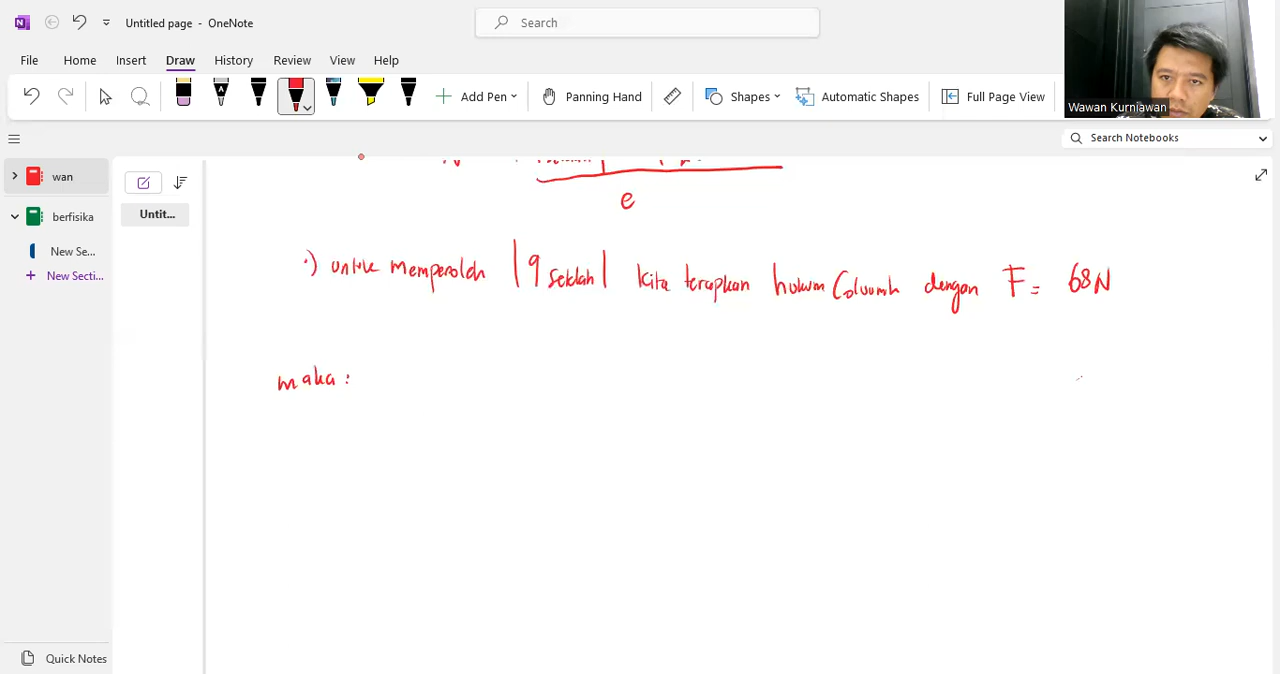 Untitled page - OneNote
Search
Wawan Kurniawan
File Home Insert Draw History Review View Help
Add Pen Panning Hand Shapes Automatic Shapes Full Page View
Search Notebooks
wan
berfisika
New Se...
New Secti...
Untit...
e
·) untuk memperoleh |q setelah| kita terapkan hukum Coloumb dengan F = 68N
maka :
Quick Notes